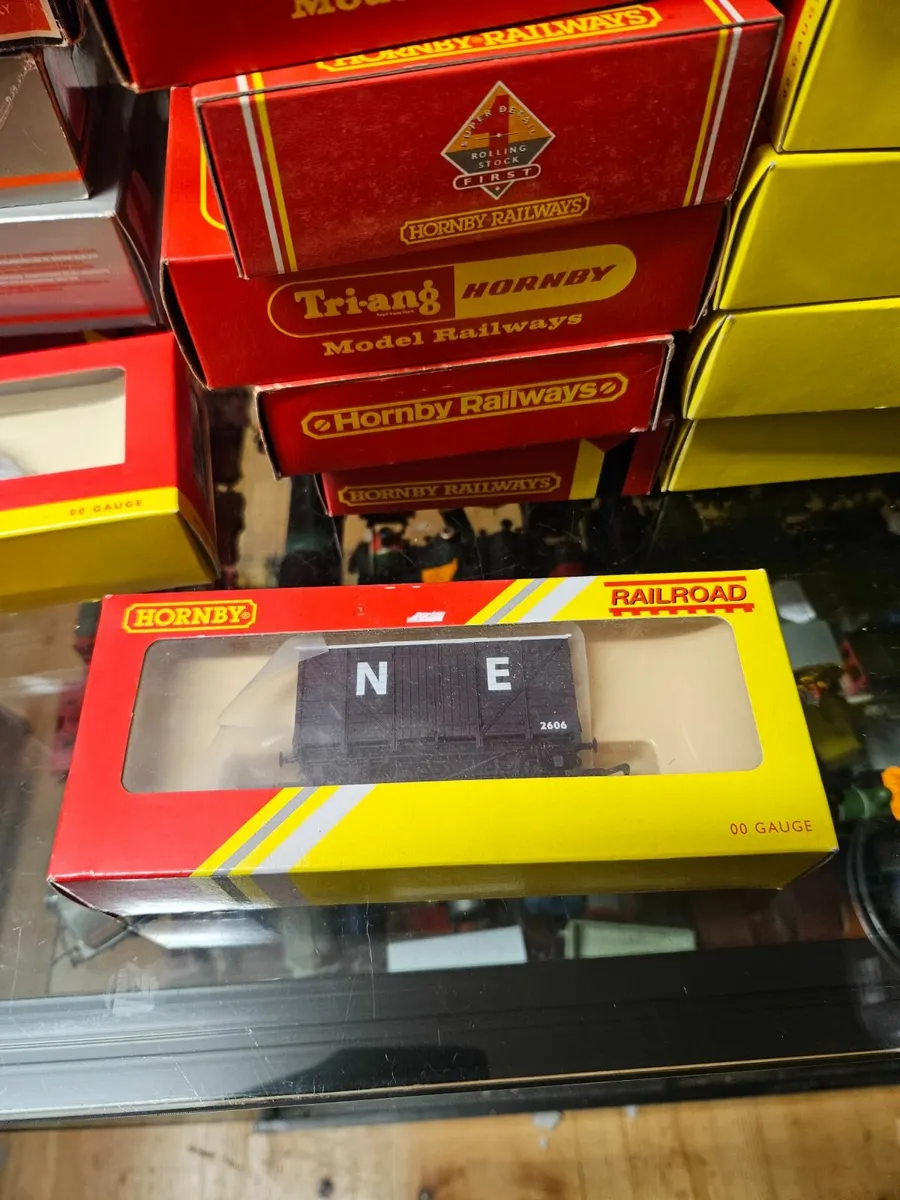 Model
HORNBY RAILWAYS
SUPER DETAIL
ROLLING
STOCK
FIRST
HORNBY RAILWAYS
Tri-ang HORNBY
Model Railways
Hornby Railways
HORNBY RAILWAYS
00 GAUGE
HORNBY®
RAILROAD
N E
2606
00 GAUGE